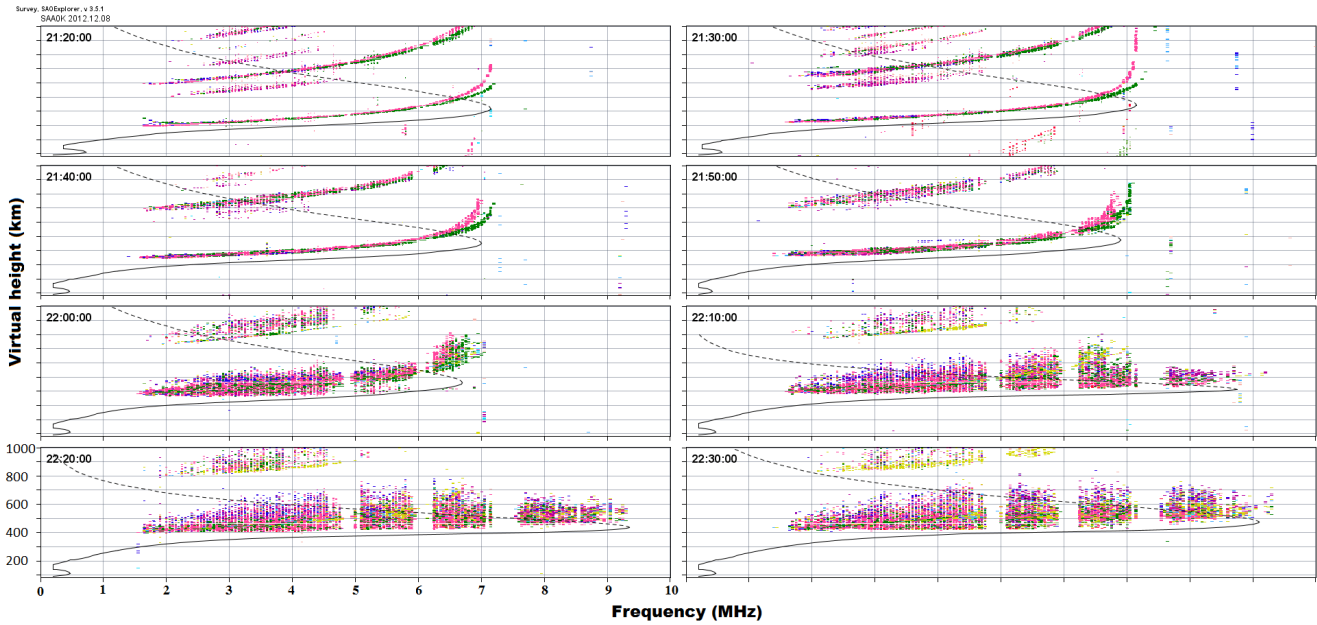 Survey, SAOExplorer, v 3.5.1
SAA0K 2012.12.08
21:20:00
21:30:00
21:40:00
21:50:00
22:00:00
22:10:00
22:20:00
22:30:00
Virtual height (km)
1000
800
600
400
200
0 1 2 3 4 5 6 7 8 9 10
Frequency (MHz)